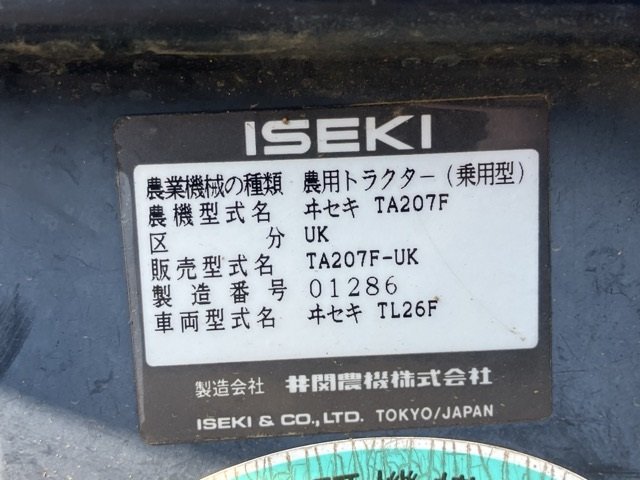 ISEKI
農業機械の種類 農用トラクター(乗用型)
農機型式名 ヰセキ TA207F
区分 UK
販売型式名 TA207F-UK
製造番号 01286
車両型式名 ヰセキ TL26F
製造会社 井関農機株式会社
ISEKI & CO.,LTD. TOKYO/JAPAN